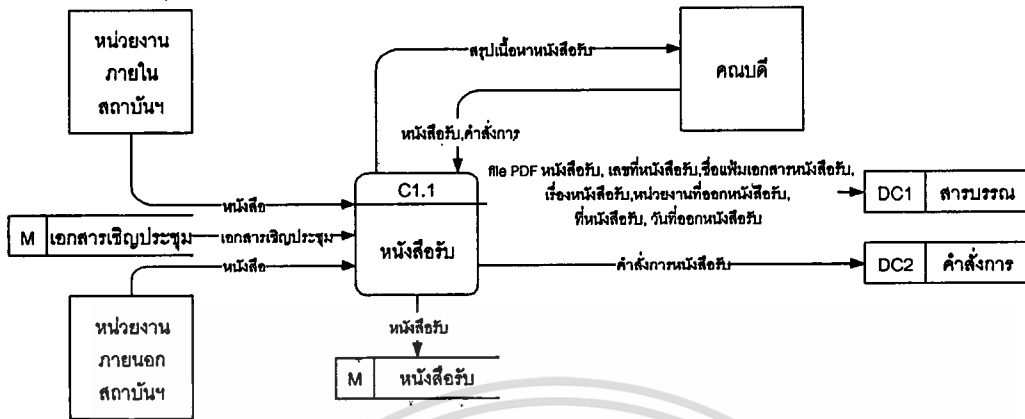 หน่วยงาน
ภายใน
สถาบันฯ
สรุปเนื้อหาหนังสือรับ
คณบดี
หนังสือรับ,คำสั่งการ
file PDF หนังสือรับ, เลขที่หนังสือรับ,ชื่อแฟ้มเอกสารหนังสือรับ,
เรื่องหนังสือรับ,หน่วยงานที่ออกหนังสือรับ,
ที่หนังสือรับ, วันที่ออกหนังสือรับ
DC1 สารบรรณ
C1.1
หนังสือ
M เอกสารเชิญประชุม
เอกสารเชิญประชุม
หนังสือรับ
หนังสือ
คำสั่งการหนังสือรับ
DC2 คำสั่งการ
หน่วยงาน
ภายนอก
สถาบันฯ
หนังสือรับ
M หนังสือรับ